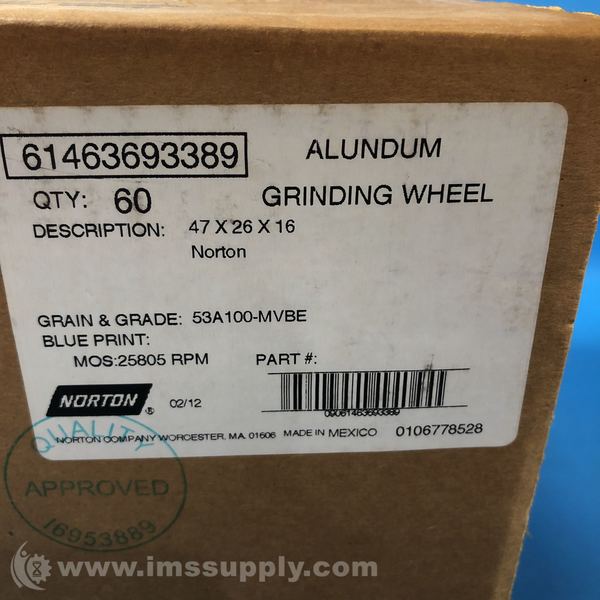 61463693389
ALUNDUM
QTY: 60
GRINDING WHEEL
DESCRIPTION: 47 X 26 X 16
Norton
GRAIN & GRADE: 53A100-MVBE
BLUE PRINT:
MOS:25805 RPM
PART #:
NORTON ® 02/12
09061463693389
NORTON COMPANY WORCESTER, MA. 01606 MADE IN MEXICO 0106778528
QUALITY
APPROVED
16953889
www.imssupply.com